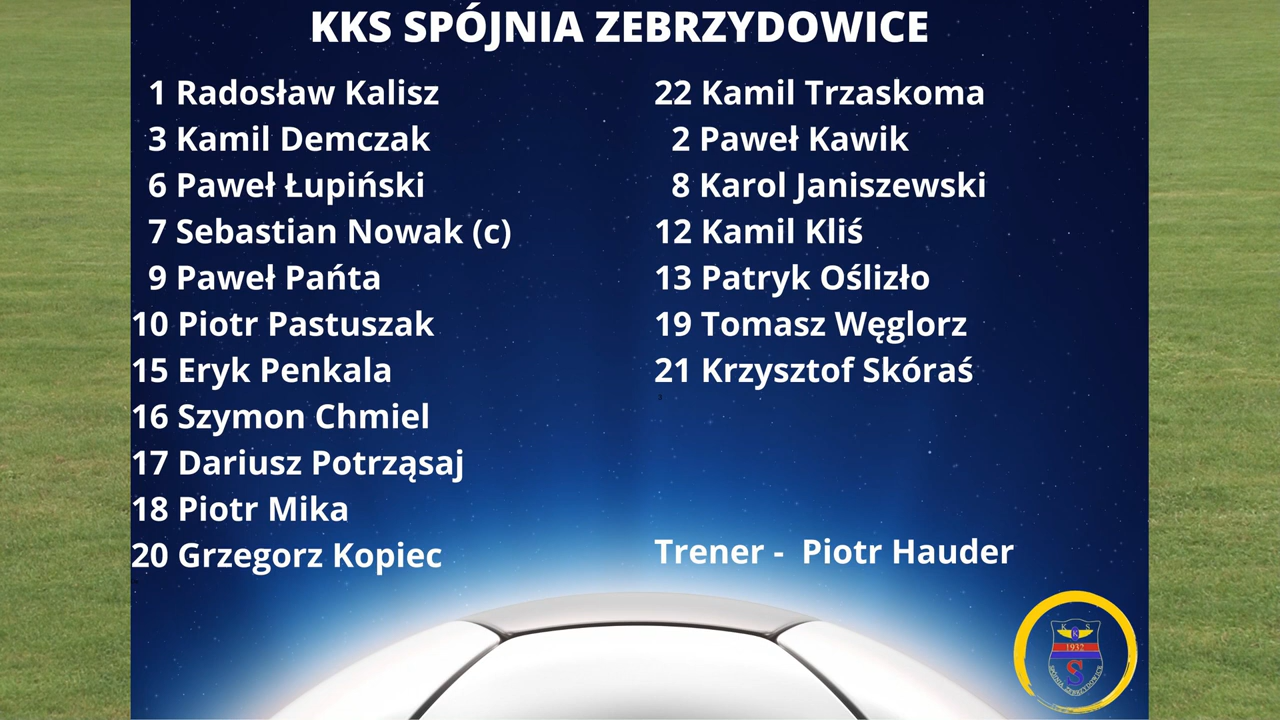 KKS SPÓJNIA ZEBRZYDOWICE
1 Radosław Kalisz
3 Kamil Demczak
6 Paweł Łupiński
7 Sebastian Nowak (c)
9 Paweł Pańta
10 Piotr Pastuszak
15 Eryk Penkala
16 Szymon Chmiel
17 Dariusz Potrząsaj
18 Piotr Mika
20 Grzegorz Kopiec
22 Kamil Trzaskoma
2 Paweł Kawik
8 Karol Janiszewski
12 Kamil Kliś
13 Patryk Oślizło
19 Tomasz Węglorz
21 Krzysztof Skóraś
3
Trener - Piotr Hauder
K S
K
1932
S
SPÓJNIA ZEBRZYDOWICE